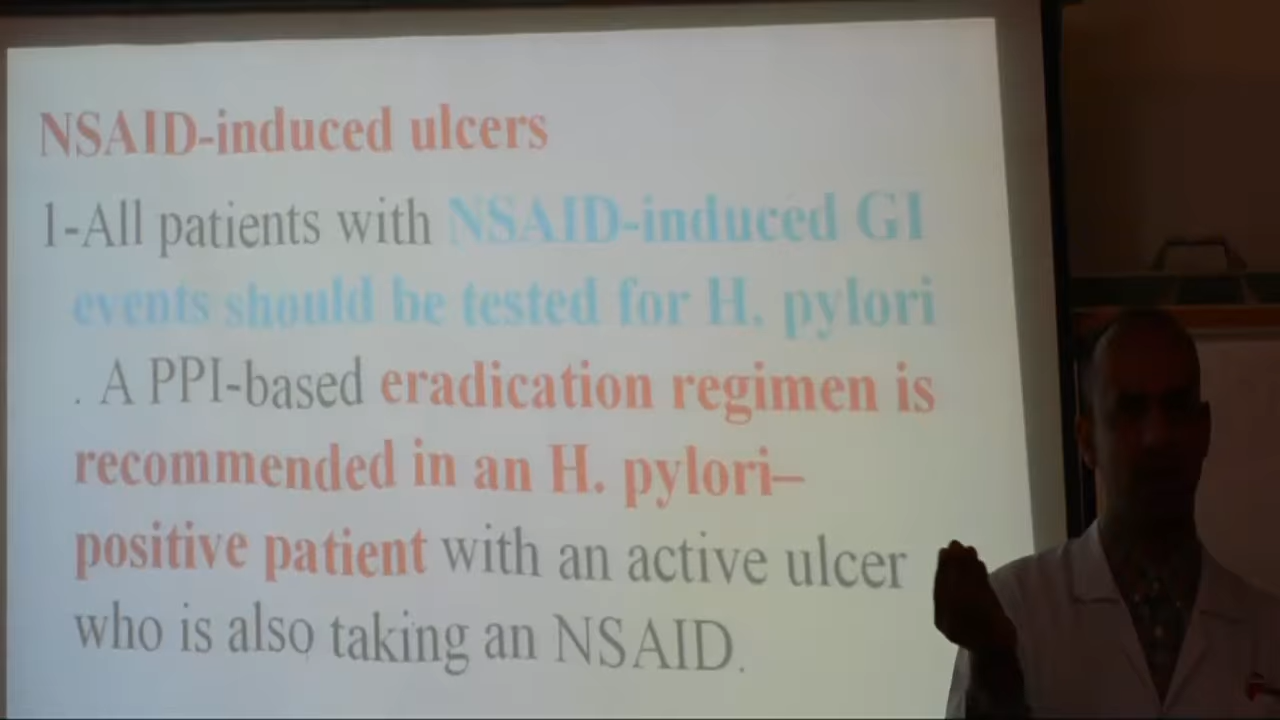 NSAID-induced ulcers
1-All patients with NSAID-induced GI
events should be tested for H. pylori
. A PPI-based eradication regimen is
recommended in an H. pylori–
positive patient with an active ulcer
who is also taking an NSAID.